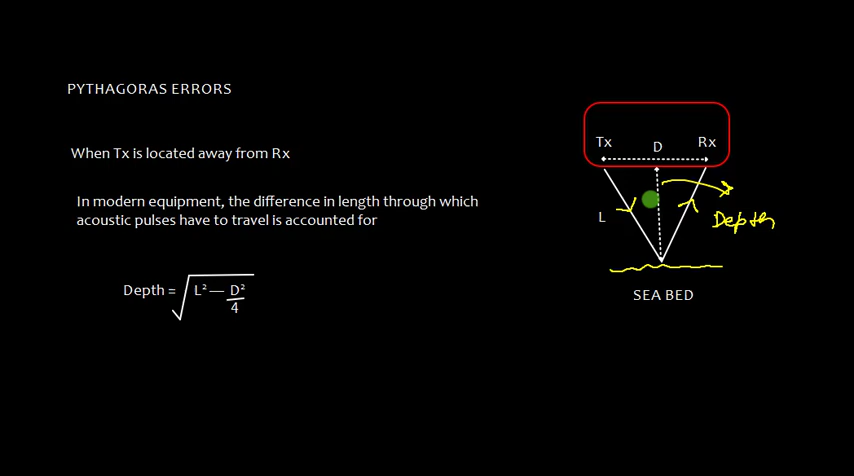 PYTHAGORAS ERRORS
When Tx is located away from Rx
In modern equipment, the difference in length through which
acoustic pulses have to travel is accounted for
Depth = √ L² — D²
4
Tx D Rx
L
Depth
SEA BED